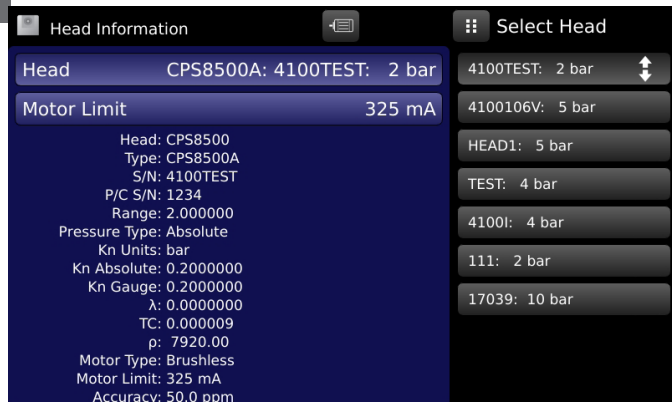 Head Information
Select Head
Head CPS8500A: 4100TEST: 2 bar
Motor Limit 325 mA
Head: CPS8500
Type: CPS8500A
S/N: 4100TEST
P/C S/N: 1234
Range: 2.000000
Pressure Type: Absolute
Kn Units: bar
Kn Absolute: 0.2000000
Kn Gauge: 0.2000000
λ: 0.0000000
TC: 0.000009
ρ: 7920.00
Motor Type: Brushless
Motor Limit: 325 mA
Accuracy: 50.0 ppm
4100TEST: 2 bar
4100106V: 5 bar
HEAD1: 5 bar
TEST: 4 bar
4100I: 4 bar
111: 2 bar
17039: 10 bar